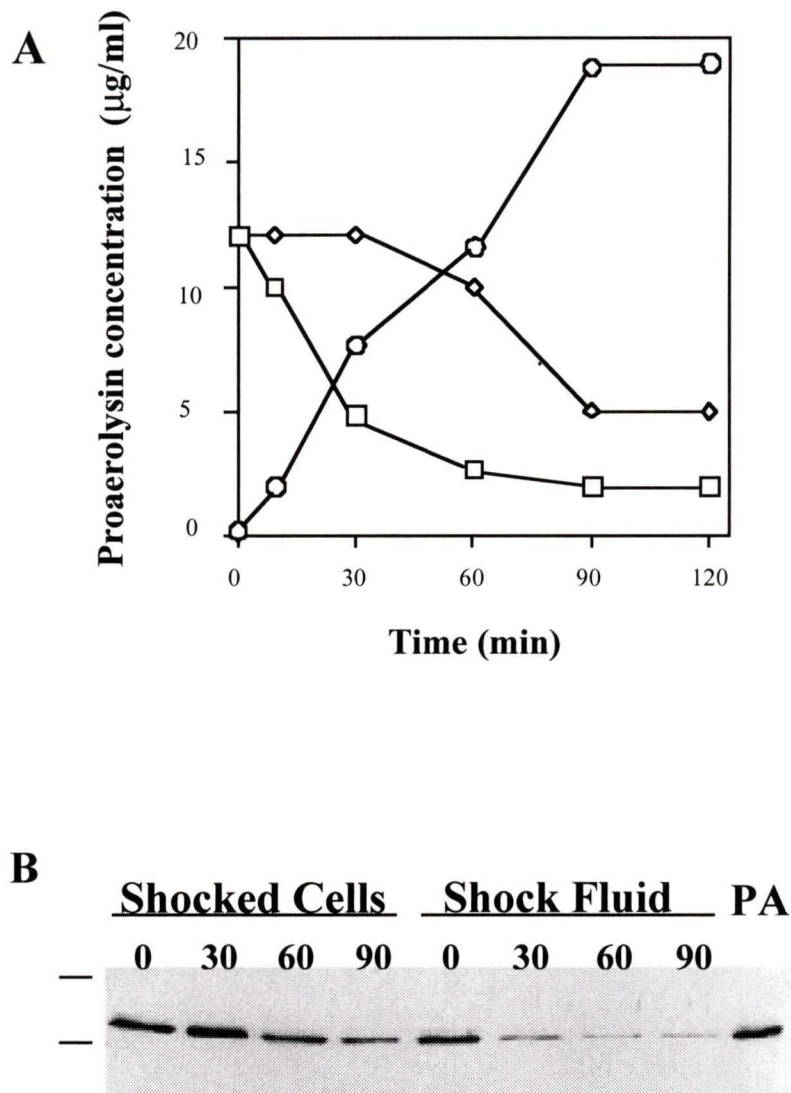 A
Proaerolysin concentration (µg/ml)
20
15
10
5
0
0 30 60 90 120
Time (min)
B
Shocked Cells Shock Fluid PA
0 30 60 90 0 30 60 90